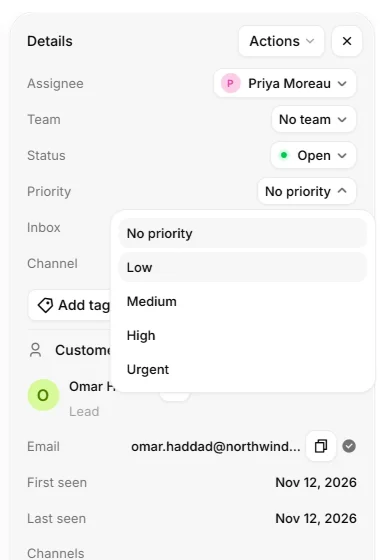 Details
Actions
Assignee
P Priya Moreau
Team
No team
Status
Open
Priority
No priority
Inbox
No priority
Low
Medium
High
Urgent
Channel
Add tag
Custome
O
Omar H
Lead
Email
omar.haddad@northwind...
First seen
Nov 12, 2026
Last seen
Nov 12, 2026
Channels